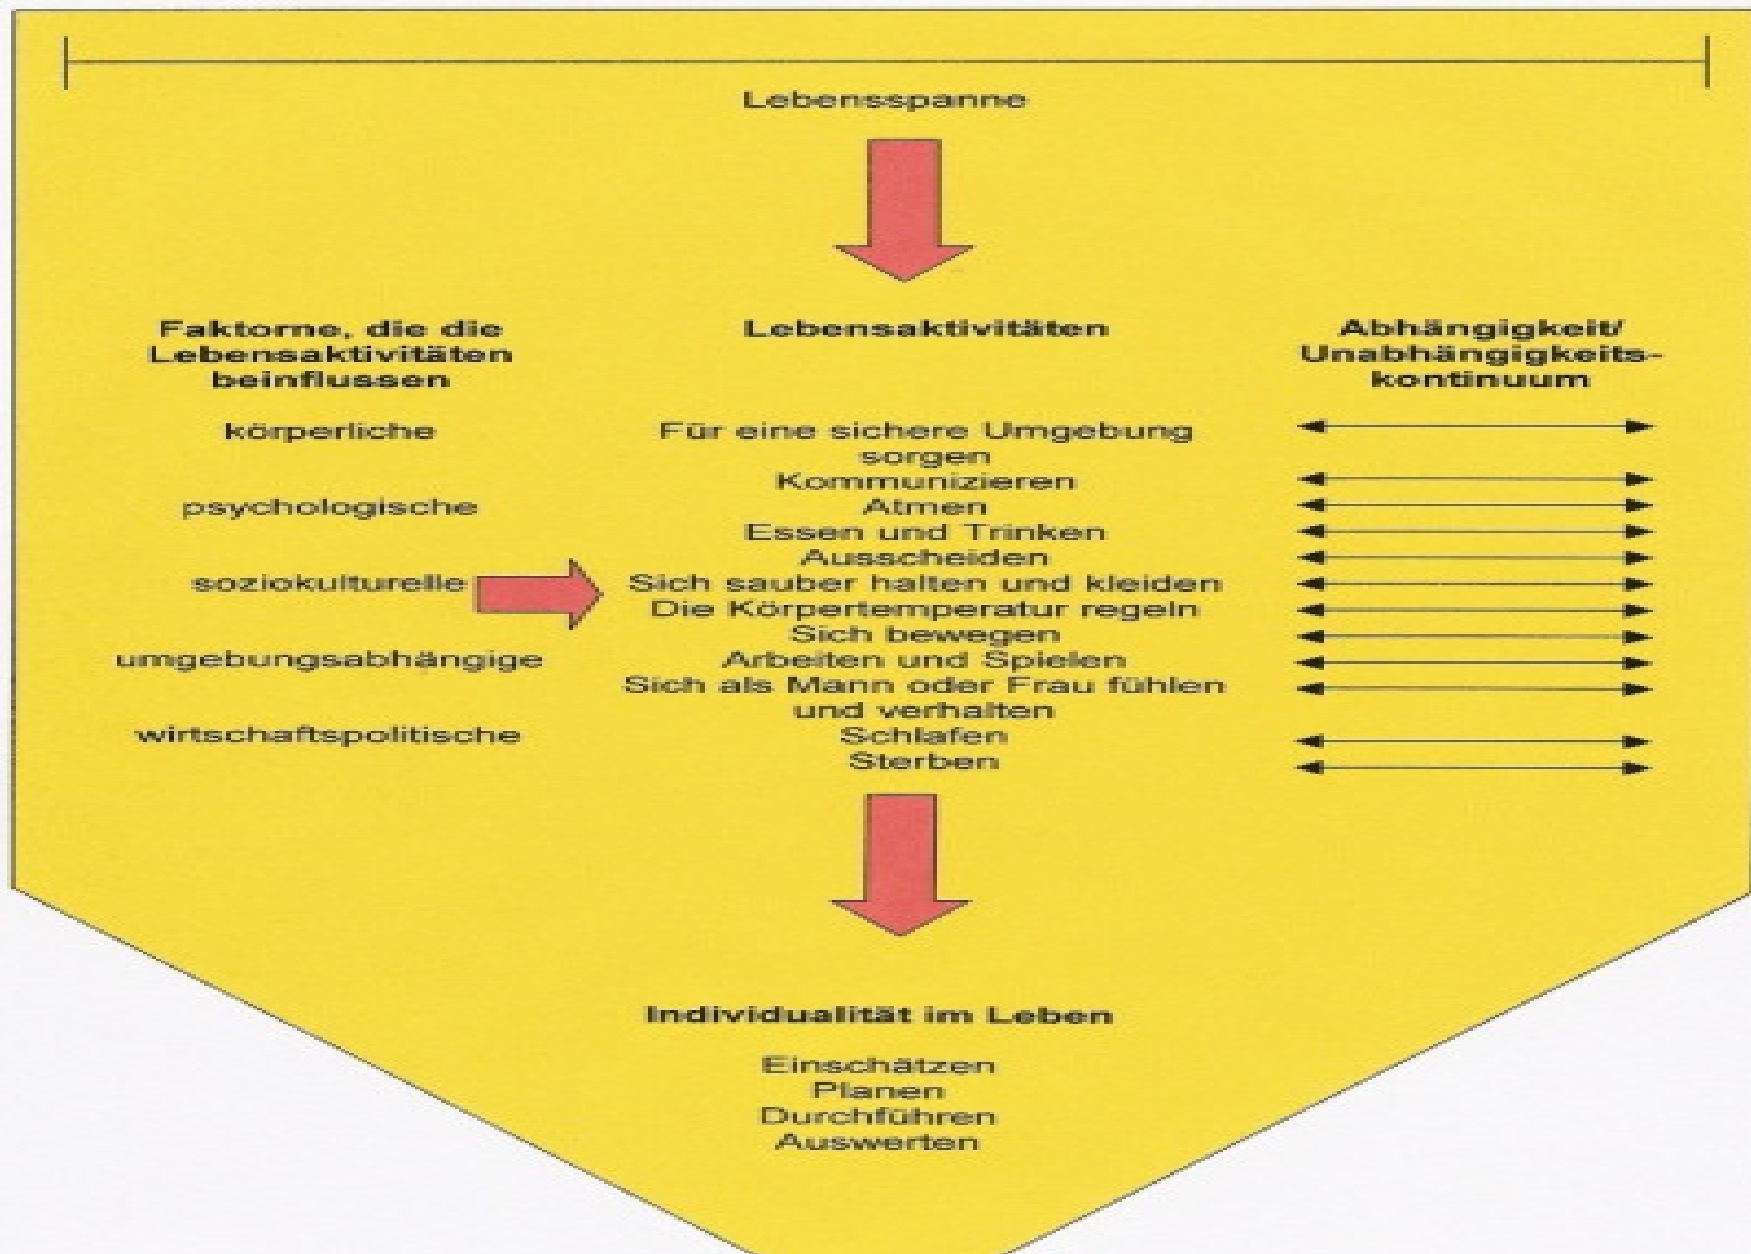 Lebensspanne
Faktorne, die die
Lebensaktivitäten
beinflussen
körperliche
psychologische
soziokulturelle
umgebungsabhängige
wirtschaftspolitische
Lebensaktivitäten
Für eine sichere Umgebung
sorgen
Kommunizieren
Atmen
Essen und Trinken
Ausscheiden
Sich sauber halten und kleiden
Die Körpertemperatur regeln
Sich bewegen
Arbeiten und Spielen
Sich als Mann oder Frau fühlen
und verhalten
Schlafen
Sterben
Abhängigkeit/
Unabhängigkeits-
kontinuum
Individualität im Leben
Einschätzen
Planen
Durchführen
Auswerten